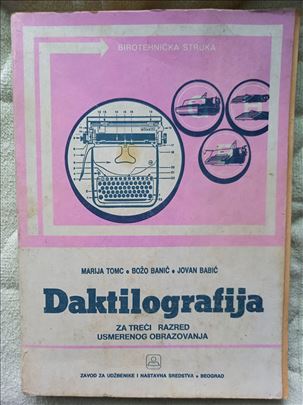 BIROTEHNIČKA STRUKA
olivetti
MARIJA TOMC • BOŽO BANIĆ • JOVAN BABIĆ
Daktilografija
ZA TREĆI RAZRED
USMERENOG OBRAZOVANJA
ZAVOD ZA UDŽBENIKE I NASTAVNA SREDSTVA • BEOGRAD